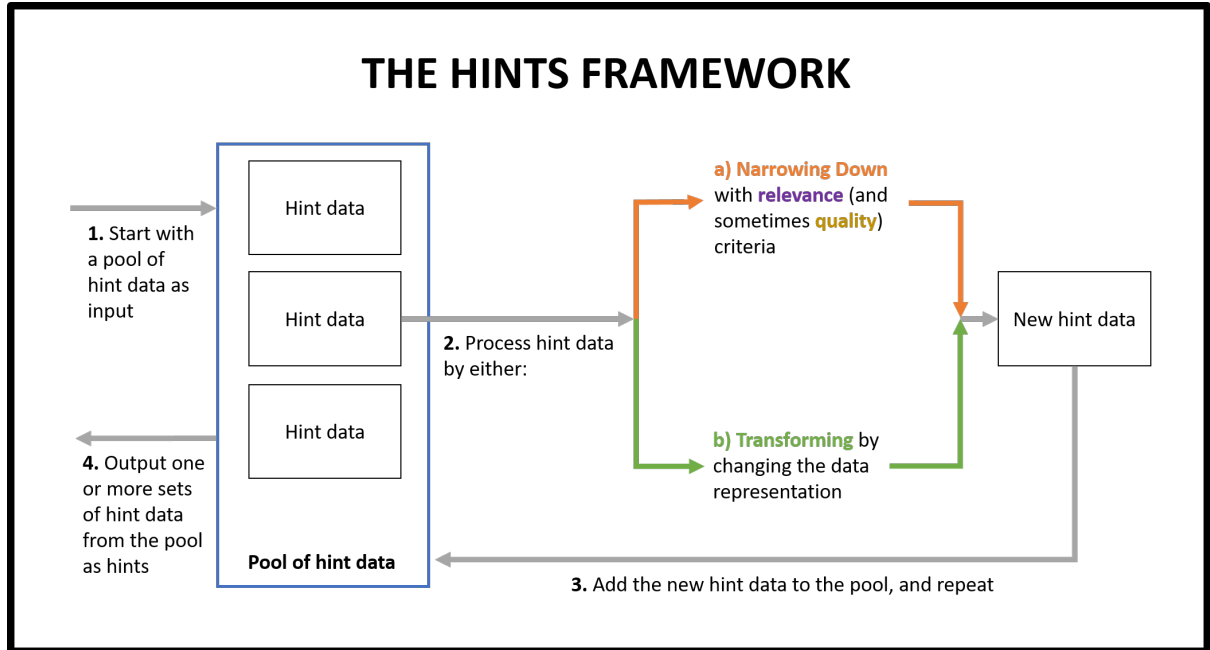 THE HINTS FRAMEWORK
1. Start with
a pool of
hint data as
input
Hint data
Hint data
Hint data
Pool of hint data
2. Process hint data
by either:
a) Narrowing Down
with relevance (and
sometimes quality)
criteria
b) Transforming by
changing the data
representation
New hint data
3. Add the new hint data to the pool, and repeat
4. Output one
or more sets
of hint data
from the pool
as hints